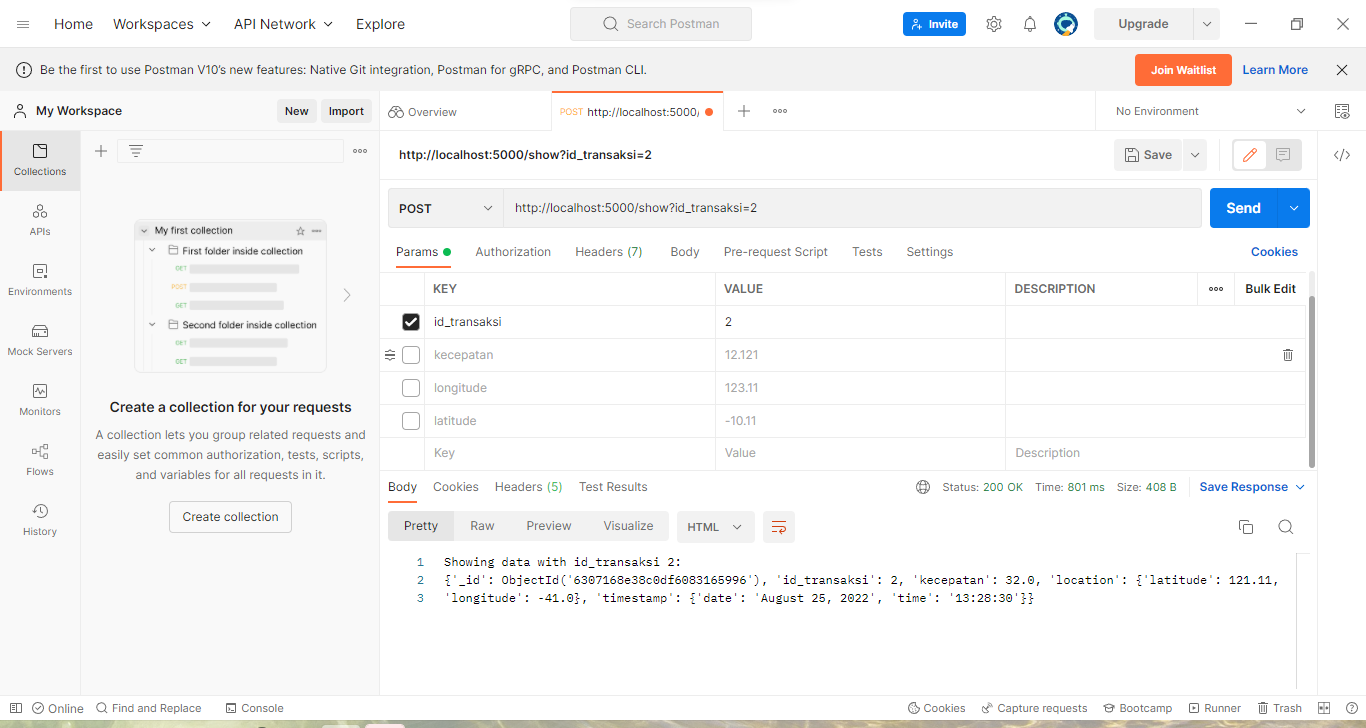 Home Workspaces API Network Explore Search Postman Invite Upgrade
Be the first to use Postman V10's new features: Native Git integration, Postman for gRPC, and Postman CLI. Join Waitlist Learn More
My Workspace New Import Overview POST http://localhost:5000/ No Environment
Collections
APIs
Environments
Mock Servers
Monitors
Flows
History
My first collection
First folder inside collection
GET
POST
GET
Second folder inside collection
GET
GET
Create a collection for your requests
A collection lets you group related requests and
easily set common authorization, tests, scripts,
and variables for all requests in it.
Create collection
http://localhost:5000/show?id_transaksi=2 Save
POST http://localhost:5000/show?id_transaksi=2 Send
Params Authorization Headers (7) Body Pre-request Script Tests Settings Cookies
KEY VALUE DESCRIPTION Bulk Edit
id_transaksi 2
kecepatan 12.121
longitude 123.11
latitude -10.11
Key Value Description
Body Cookies Headers (5) Test Results Status: 200 OK Time: 801 ms Size: 408 B Save Response
Pretty Raw Preview Visualize HTML
1 Showing data with id_transaksi 2:
2 {'_id': ObjectId('6307168e38c0df6083165996'), 'id_transaksi': 2, 'kecepatan': 32.0, 'location': {'latitude': 121.11,
3 'longitude': -41.0}, 'timestamp': {'date': 'August 25, 2022', 'time': '13:28:30'}}
Online Find and Replace Console Cookies Capture requests Bootcamp Runner Trash